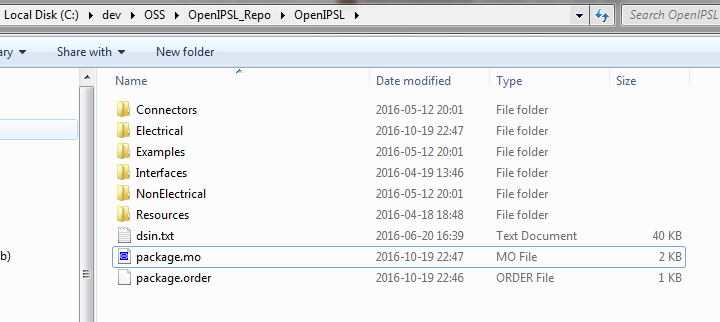 Local Disk (C:) ▸ dev ▸ OSS ▸ OpenIPSL_Repo ▸ OpenIPSL ▸ Search OpenIPSL
ary Share with New folder
Name Date modified Type Size
Connectors 2016-05-12 20:01 File folder
Electrical 2016-10-19 22:47 File folder
Examples 2016-05-12 20:01 File folder
Interfaces 2016-04-19 13:46 File folder
NonElectrical 2016-05-12 20:01 File folder
Resources 2016-04-18 18:48 File folder
dsin.txt 2016-06-20 16:39 Text Document 40 KB
b) package.mo 2016-10-19 22:47 MO File 2 KB
package.order 2016-10-19 22:46 ORDER File 1 KB